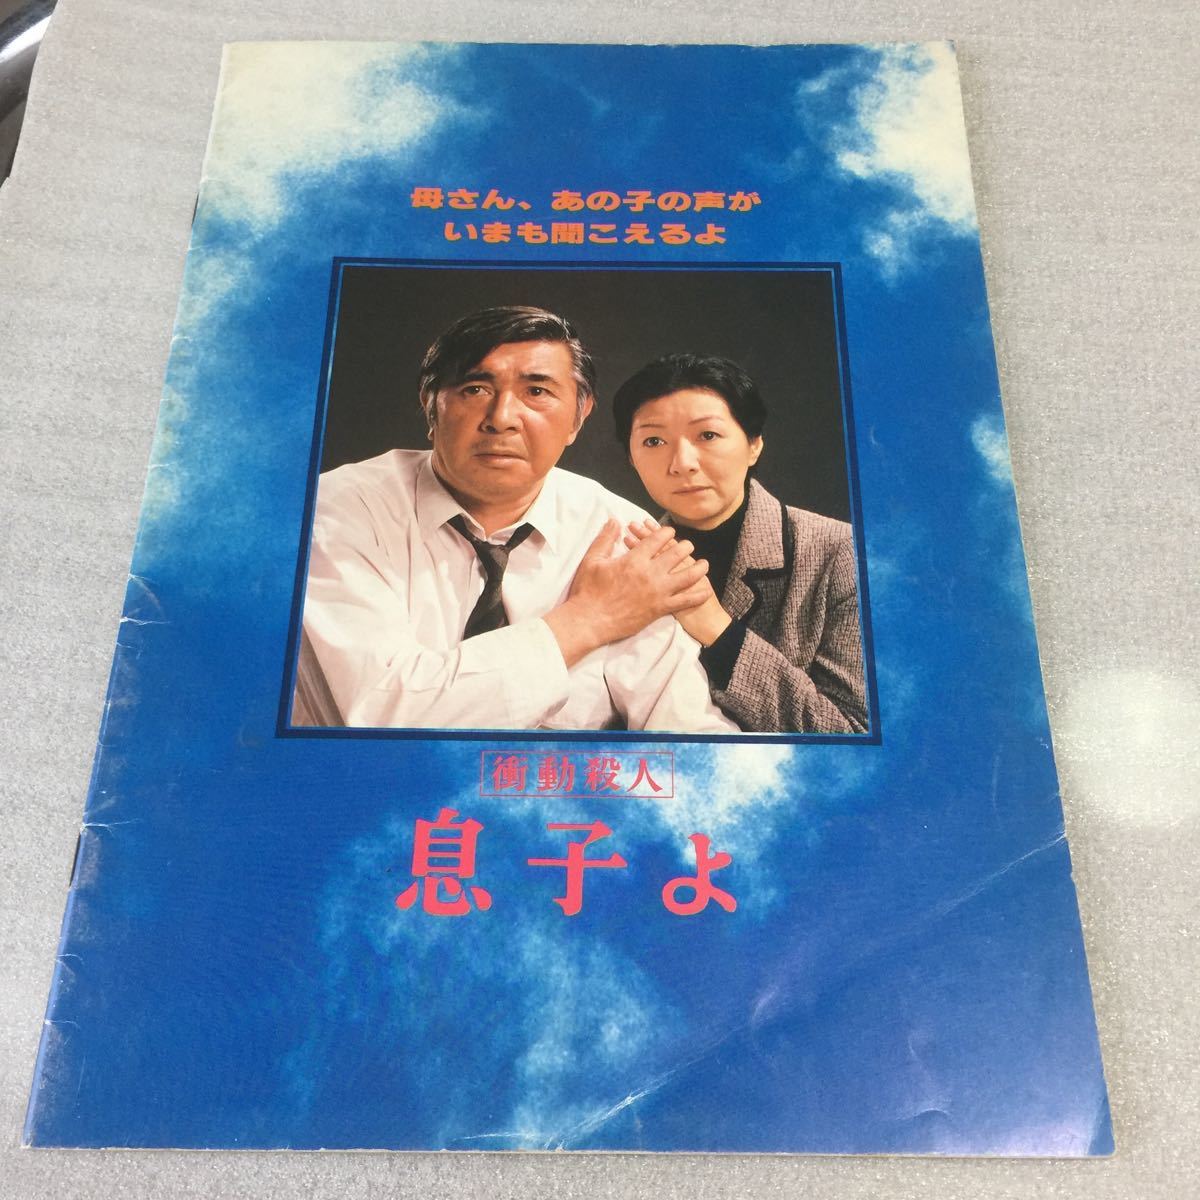 母さん、あの子の声が
いまも聞こえるよ
衝動殺人
息子よ